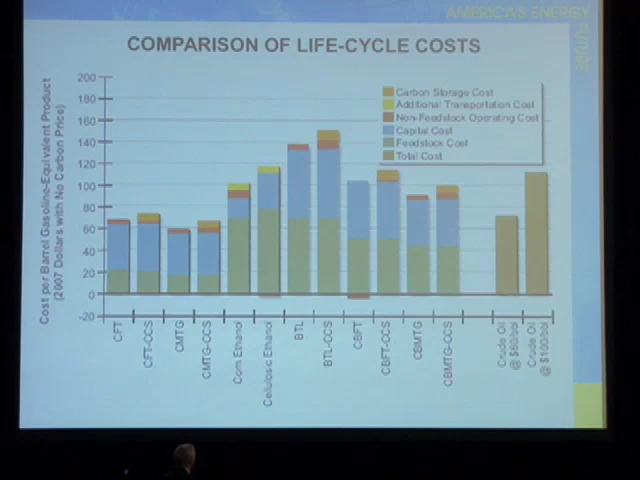 AMERICA'S ENERGY
FUTURE
COMPARISON OF LIFE-CYCLE COSTS
Cost per Barrel Gasoline-Equivalent Product
(2007 Dollars with No Carbon Price)
200
180
160
140
120
100
80
60
40
20
0
-20
Carbon Storage Cost
Additional Transportation Cost
Non-Feedstock Operating Cost
Capital Cost
Feedstock Cost
Total Cost
CFT
CFT-CCS
CMTG
CMTG-CCS
Corn Ethanol
Cellulosic Ethanol
BTL
BTL-CCS
CBFT
CBFT-CCS
CBMTG
CBMTG-CCS
Crude Oil
@ $60/bbl
Crude Oil
@ $100/bbl